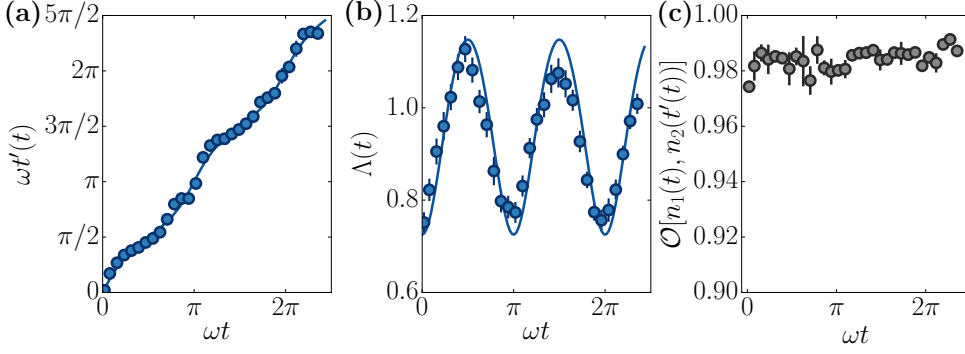 (a)
5π/2
2π
3π/2
π
π/2
0
ωt′(t)
0
π
2π
ωt
(b)
1.2
1.0
0.8
0.6
Λ(t)
0
π
2π
ωt
(c)
1.00
0.98
0.96
0.94
0.92
0.90
𝒪[n₁(t), n₂(t′(t))]
0
π
2π
ωt